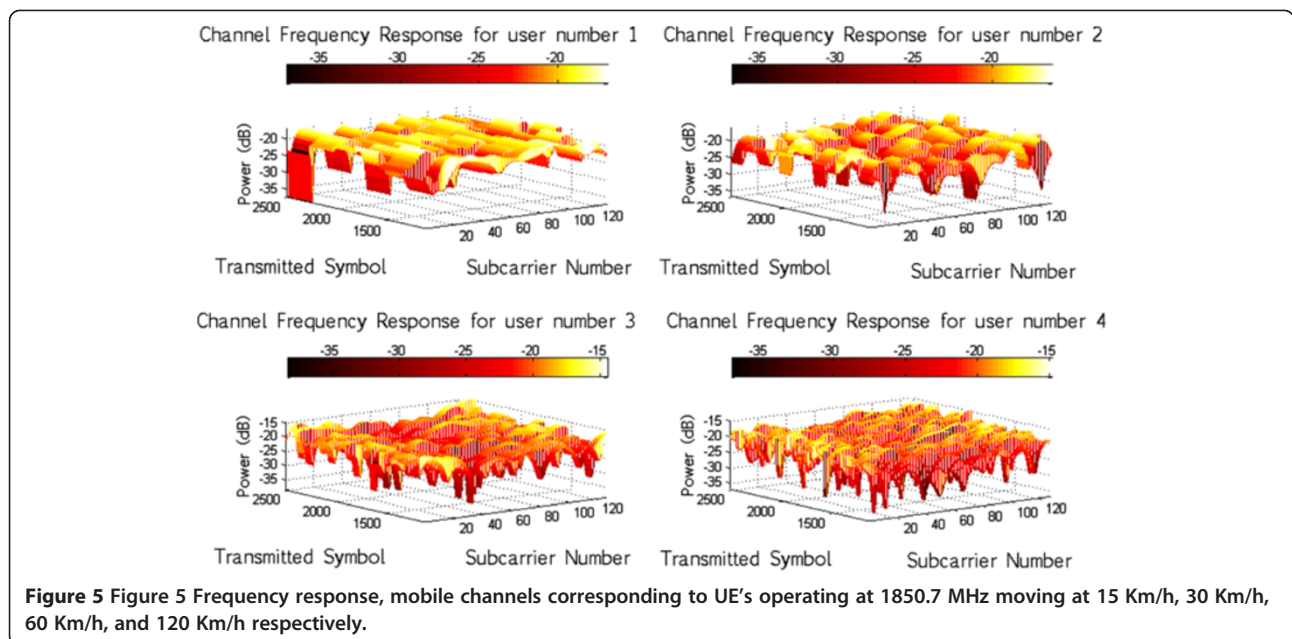 Channel Frequency Response for user number 1
-35 -30 -25 -20
Power (dB)
-20
-25
-30
-35
2500 2000 1500
20 40 60 80 100 120
Transmitted Symbol Subcarrier Number
Channel Frequency Response for user number 2
-35 -30 -25 -20
Power (dB)
-20
-25
-30
-35
2500 2000 1500
20 40 60 80 100 120
Transmitted Symbol Subcarrier Number
Channel Frequency Response for user number 3
-35 -30 -25 -20 -15
Power (dB)
-15
-20
-25
-30
-35
2500 2000 1500
20 40 60 80 100 120
Transmitted Symbol Subcarrier Number
Channel Frequency Response for user number 4
-35 -30 -25 -20 -15
Power (dB)
-15
-20
-25
-30
-35
2500 2000 1500
20 40 60 80 100 120
Transmitted Symbol Subcarrier Number
Figure 5 Figure 5 Frequency response, mobile channels corresponding to UE's operating at 1850.7 MHz moving at 15 Km/h, 30 Km/h,
60 Km/h, and 120 Km/h respectively.